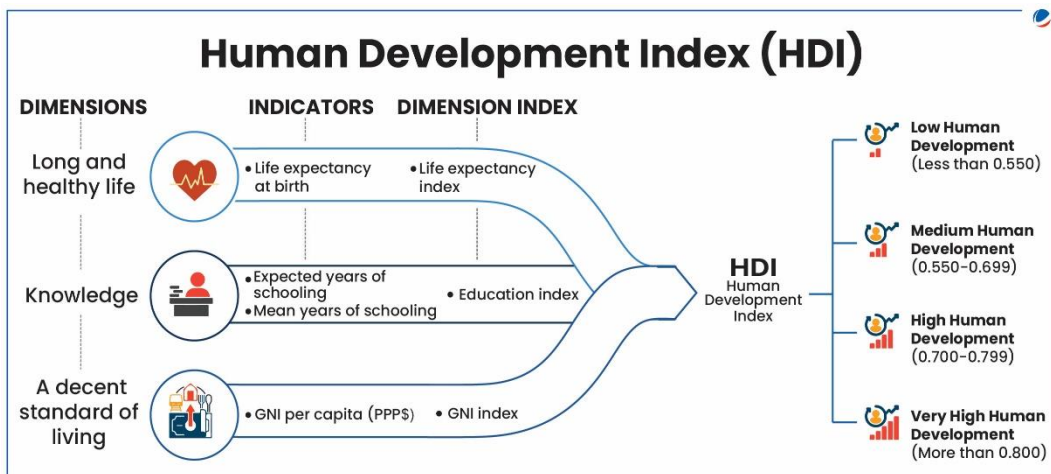 Human Development Index (HDI)
DIMENSIONS
INDICATORS
DIMENSION INDEX
Long and
healthy life
• Life expectancy
at birth
• Life expectancy
index
Knowledge
• Expected years of
schooling
• Mean years of schooling
• Education index
A decent
standard of
living
• GNI per capita (PPP$)
• GNI index
HDI
Human
Development
Index
Low Human
Development
(Less than 0.550)
Medium Human
Development
(0.550-0.699)
High Human
Development
(0.700-0.799)
Very High Human
Development
(More than 0.800)